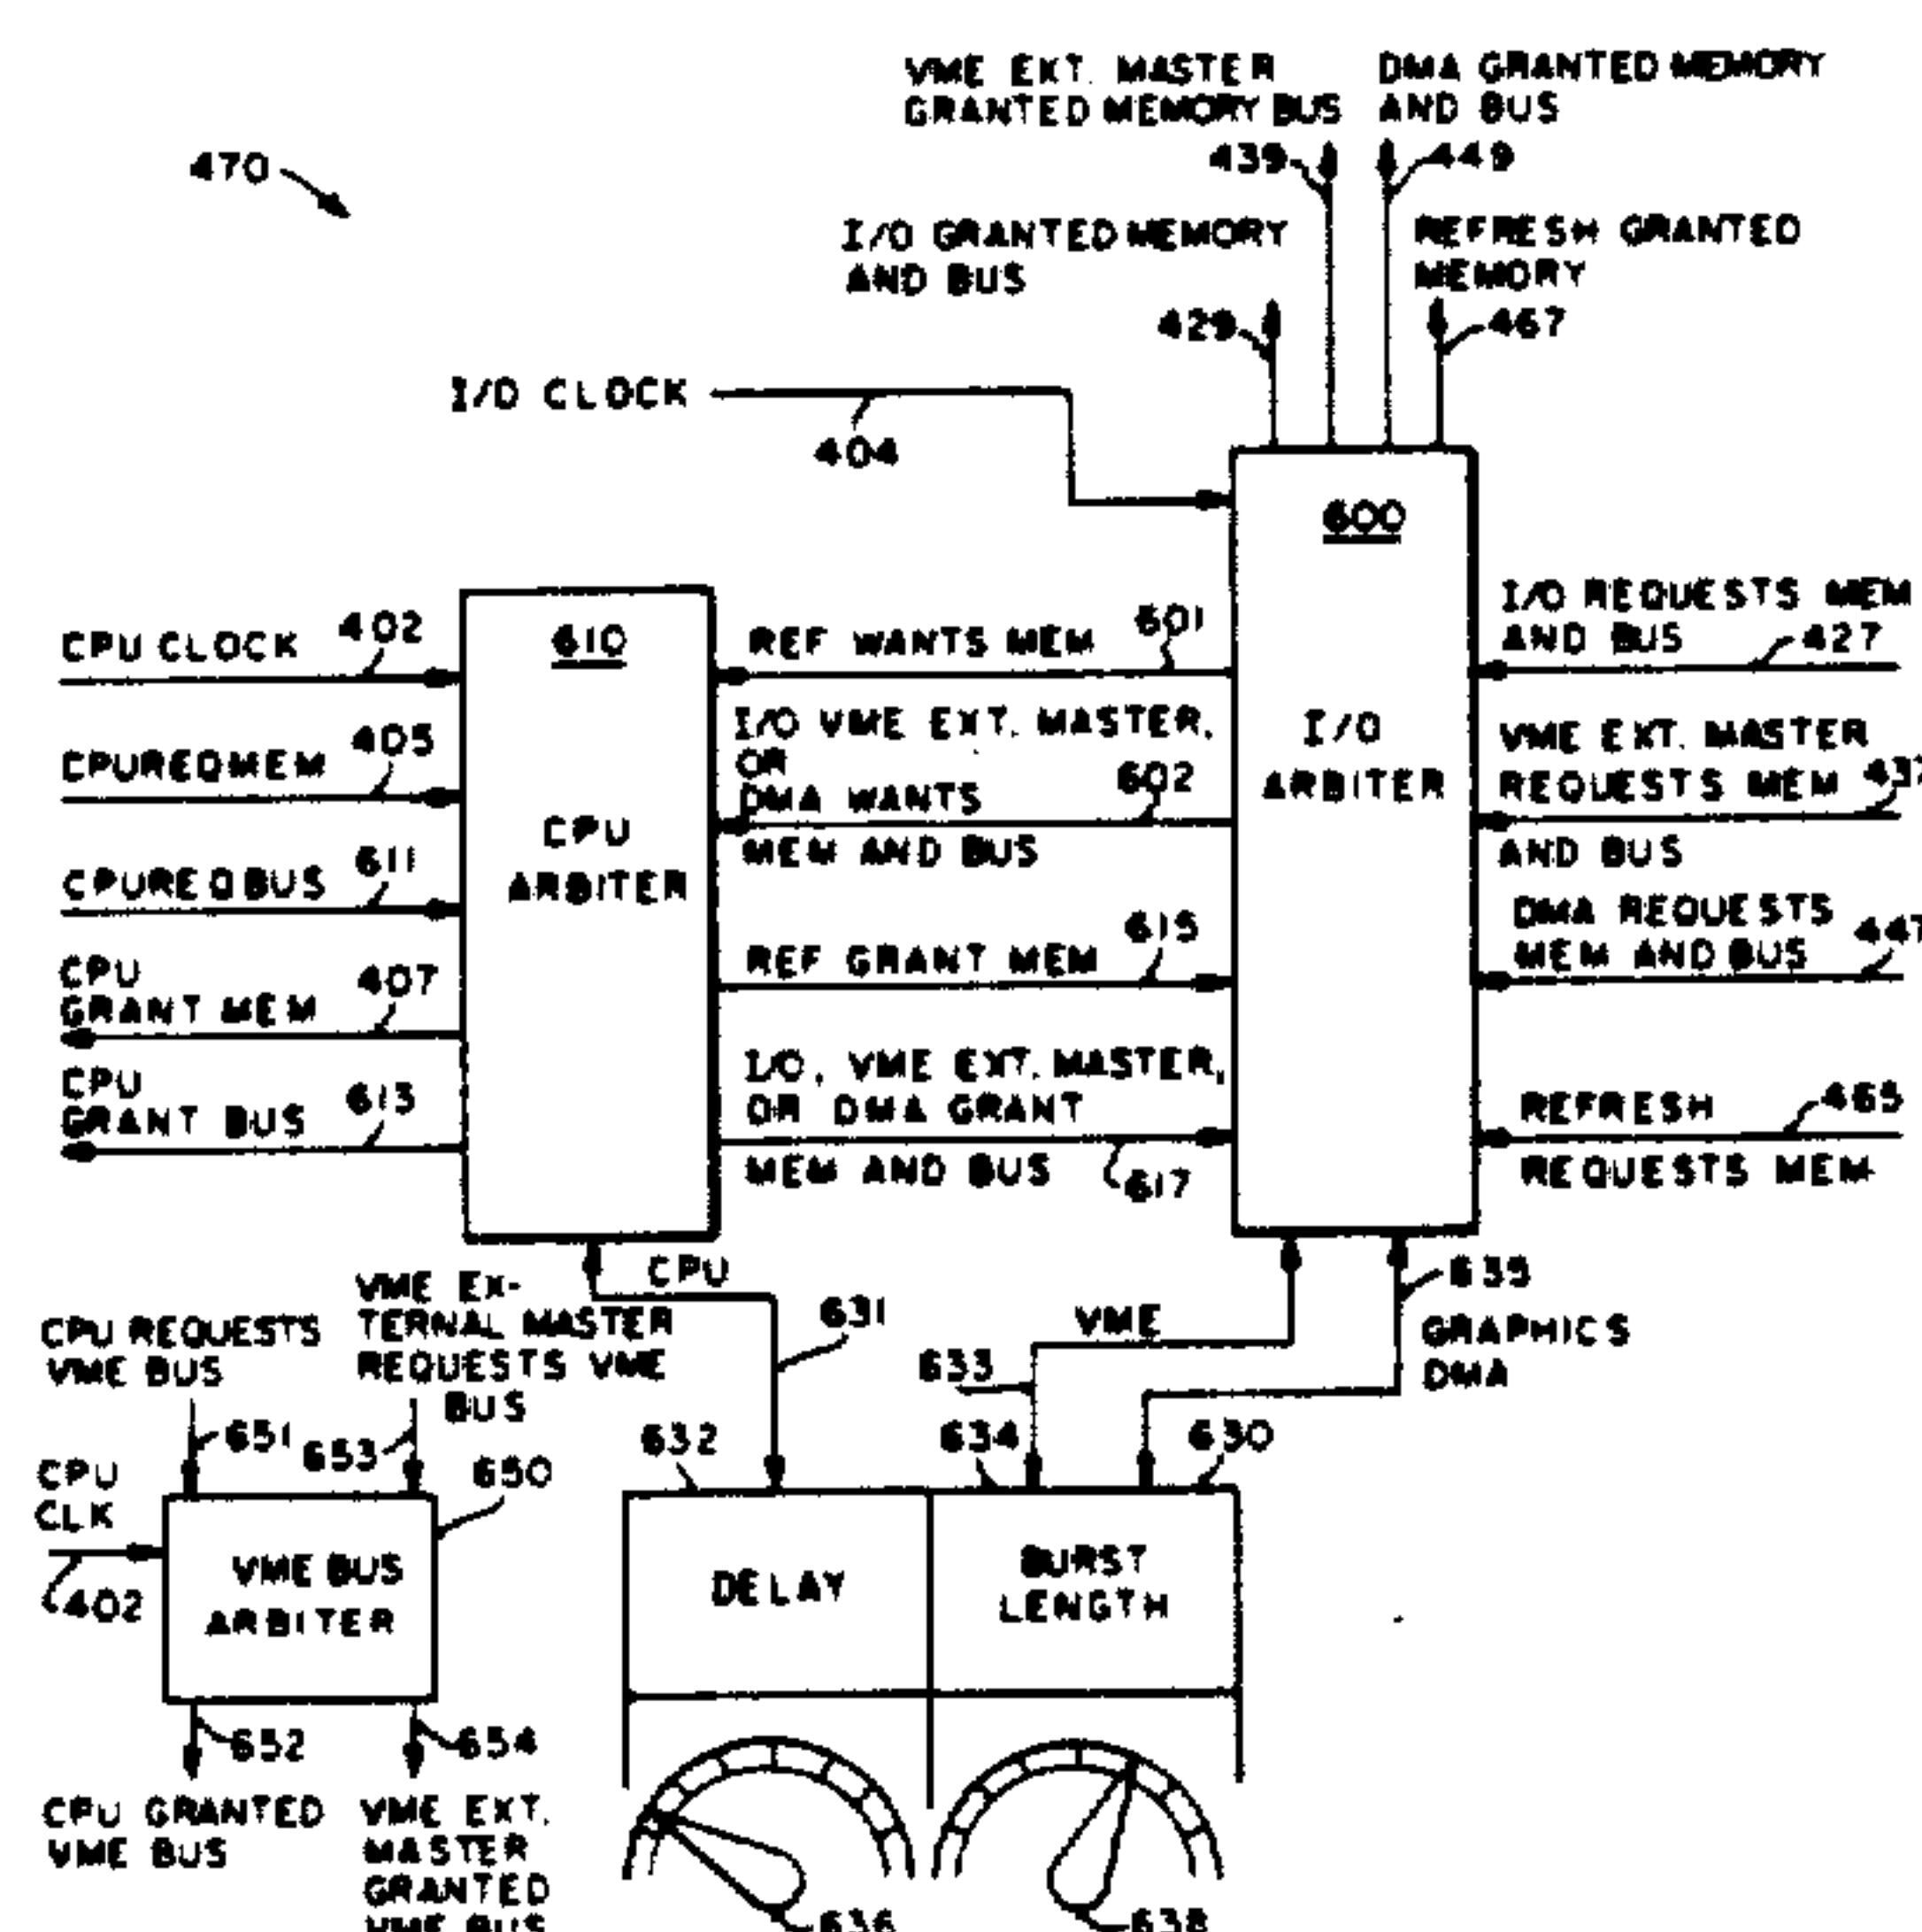 VME EXT. MASTER
GRANTED MEMORY BUS
DMA GRANTED MEMORY
AND BUS
439
449
470
I/O GRANTED MEMORY
AND BUS
REFRESH GRANTED
MEMORY
429
467
I/O CLOCK
404
600
I/O
ARBITER
CPU CLOCK 402
CPUREQMEM 405
CPUREQBUS 611
CPU
GRANT MEM 407
CPU
GRANT BUS 613
610
CPU
ARBITER
REF WANTS MEM 601
I/O VME EXT. MASTER,
OR
DMA WANTS 602
MEM AND BUS
REF GRANT MEM 615
I/O, VME EXT. MASTER,
OR DMA GRANT
MEM AND BUS 617
I/O REQUESTS MEM
AND BUS 427
VME EXT. MASTER
REQUESTS MEM 437
AND BUS
DMA REQUESTS
MEM AND BUS 447
REFRESH 465
REQUESTS MEM
CPU
631
VME
633
635
GRAPHICS
DMA
CPU REQUESTS
VME BUS
VME EX-
TERNAL MASTER
REQUESTS VME
BUS
651
653
650
CPU
CLK
402
VME BUS
ARBITER
652
654
CPU GRANTED
VME BUS
VME EXT.
MASTER
GRANTED
VME BUS
632
634
630
DELAY
BURST
LENGTH
636
638